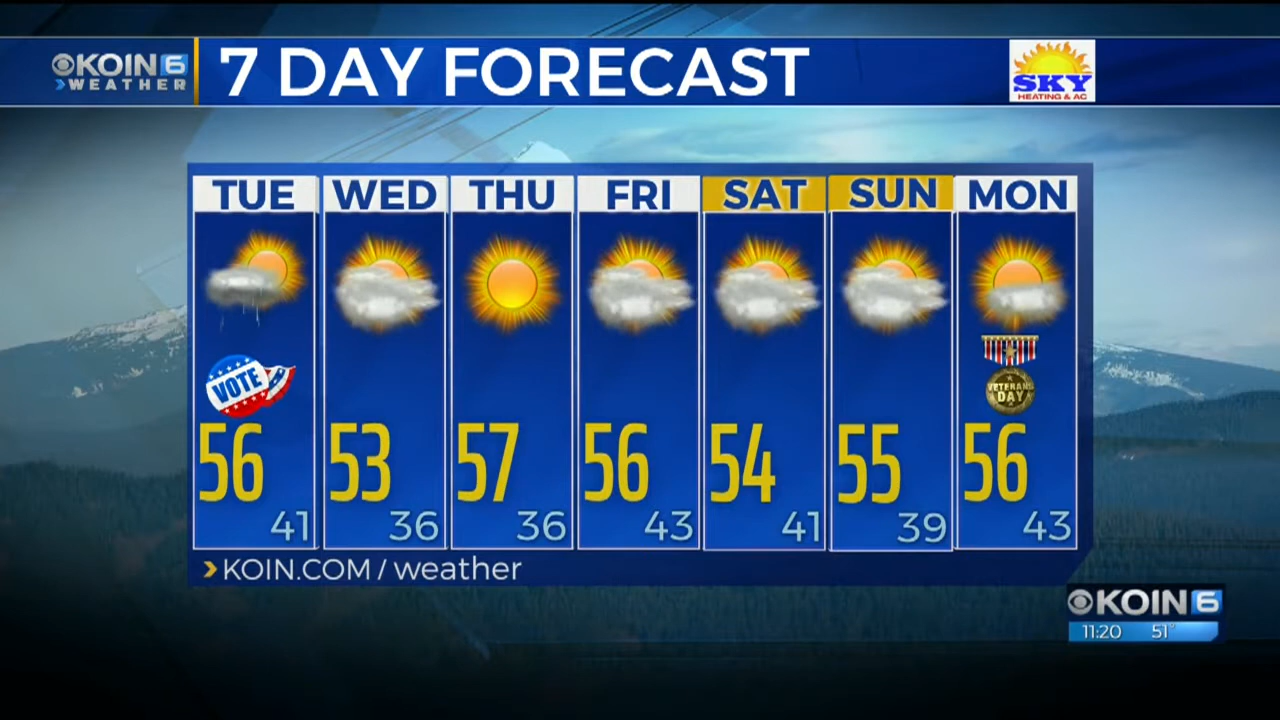 KOIN 6
WEATHER
7 DAY FORECAST
SKY
HEATING & AC
TUE WED THU FRI SAT SUN MON
VOTE
VETERANS
DAY
56 53 57 56 54 55 56
41 36 36 43 41 39 43
KOIN.COM / weather
KOIN 6
11:20 51°